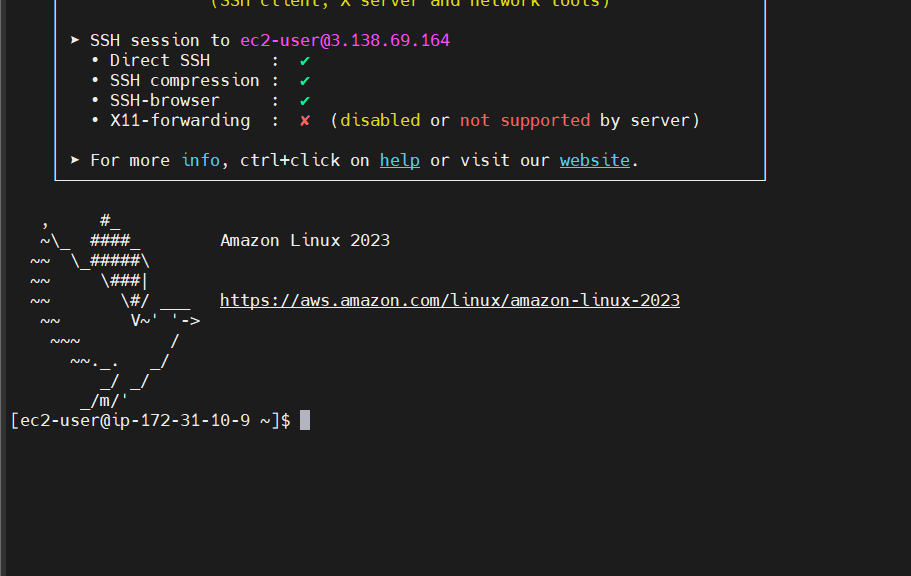 (SSH client, X server and network tools)
➤ SSH session to ec2-user@3.138.69.164
• Direct SSH      :  ✔
• SSH compression :  ✔
• SSH-browser     :  ✔
• X11-forwarding  :  ✘  (disabled or not supported by server)
➤ For more info, ctrl+click on help or visit our website.
   ,     #_
   ~\_  ####_        Amazon Linux 2023
  ~~  \_#####\
  ~~     \###|
  ~~       \#/ ___   https://aws.amazon.com/linux/amazon-linux-2023
   ~~       V~' '->
    ~~~         /
      ~~._.   _/
         _/ _/
       _/m/'
[ec2-user@ip-172-31-10-9 ~]$